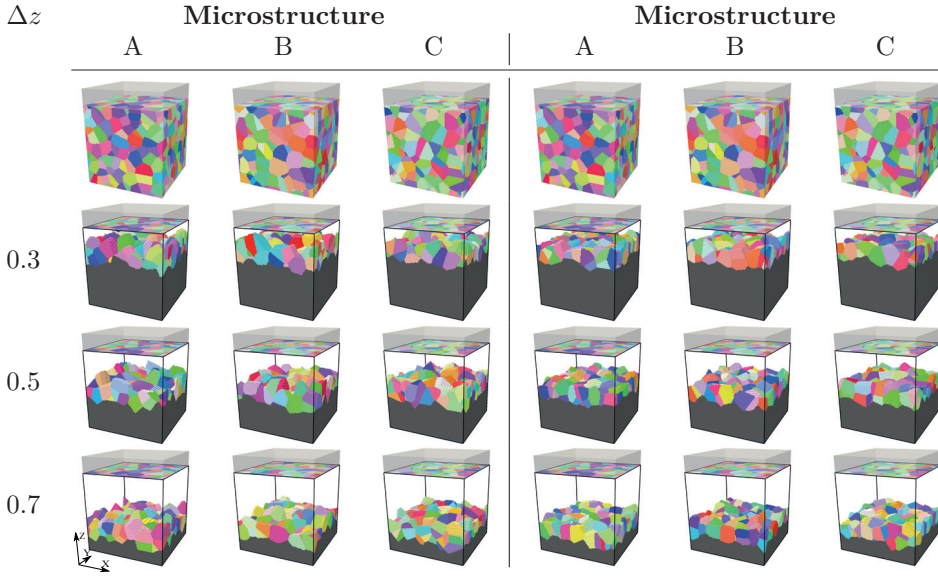 Δz Microstructure Microstructure
A B C A B C
0.3
0.5
0.7
Z
Y
X